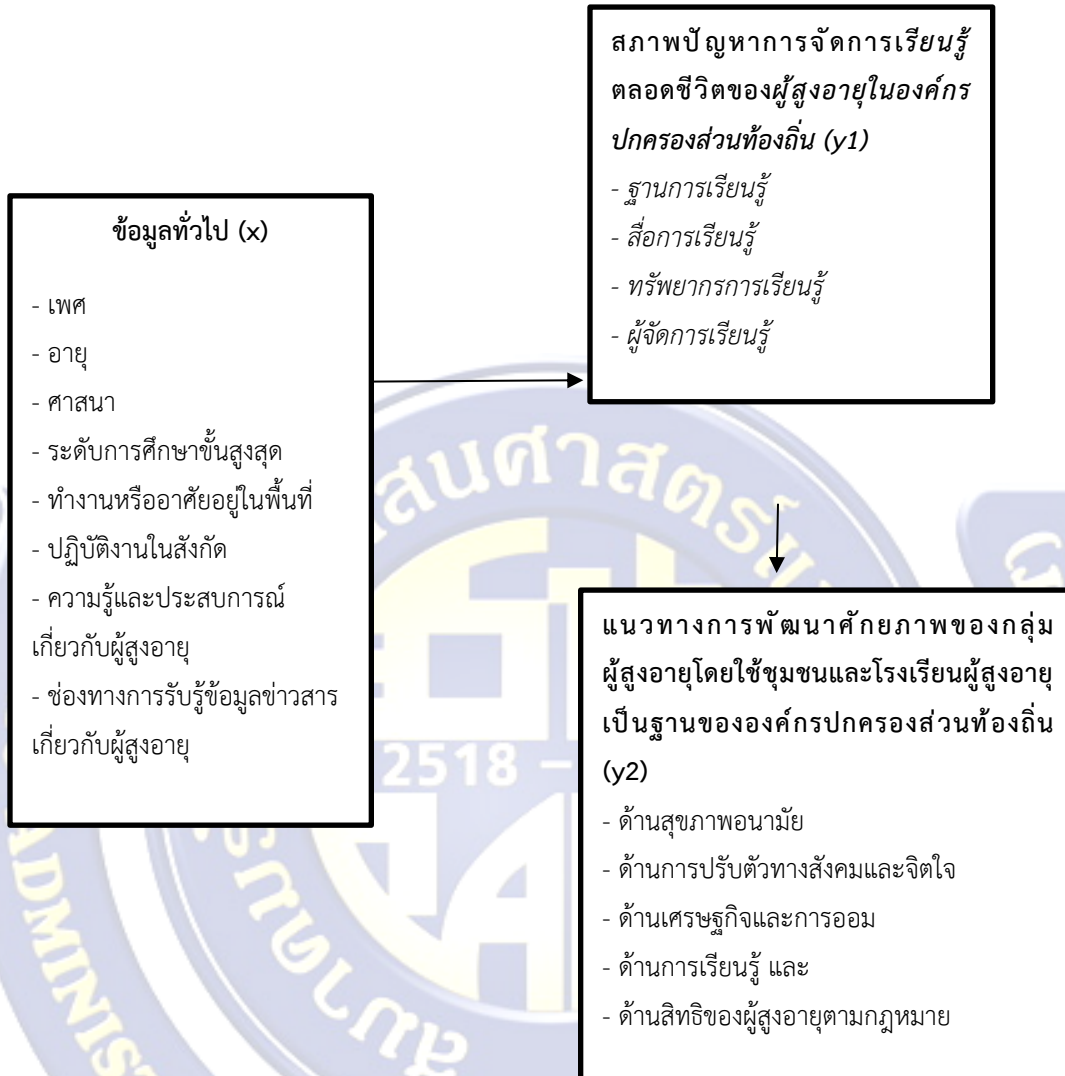 สภาพปัญหาการจัดการเรียนรู้
ตลอดชีวิตของผู้สูงอายุในองค์กร
ปกครองส่วนท้องถิ่น (y1)
- ฐานการเรียนรู้
- สื่อการเรียนรู้
- ทรัพยากรการเรียนรู้
- ผู้จัดการเรียนรู้
ข้อมูลทั่วไป (x)
- เพศ
- อายุ
- ศาสนา
- ระดับการศึกษาขั้นสูงสุด
- ทำงานหรืออาศัยอยู่ในพื้นที่
- ปฏิบัติงานในสังกัด
- ความรู้และประสบการณ์
เกี่ยวกับผู้สูงอายุ
- ช่องทางการรับรู้ข้อมูลข่าวสาร
เกี่ยวกับผู้สูงอายุ
แนวทางการพัฒนาศักยภาพของกลุ่ม
ผู้สูงอายุโดยใช้ชุมชนและโรงเรียนผู้สูงอายุ
เป็นฐานขององค์กรปกครองส่วนท้องถิ่น
(y2)
- ด้านสุขภาพอนามัย
- ด้านการปรับตัวทางสังคมและจิตใจ
- ด้านเศรษฐกิจและการออม
- ด้านการเรียนรู้ และ
- ด้านสิทธิของผู้สูงอายุตามกฎหมาย
2518 –